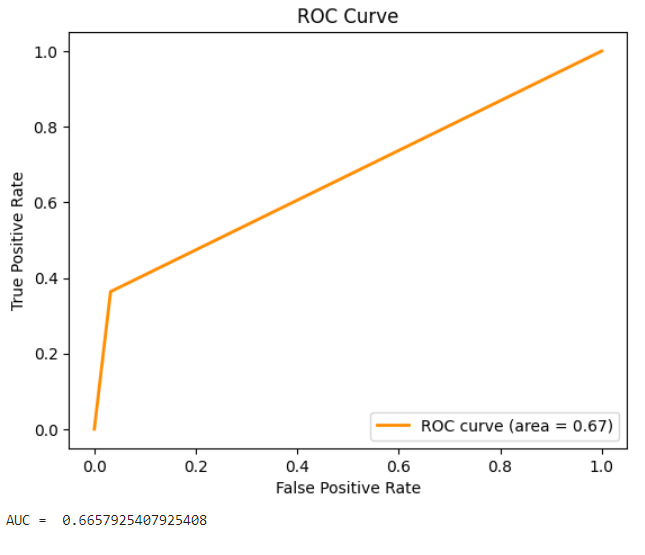 ROC Curve
1.0
0.8
0.6
0.4
0.2
0.0
True Positive Rate
ROC curve (area = 0.67)
0.0 0.2 0.4 0.6 0.8 1.0
False Positive Rate
AUC =  0.6657925407925408